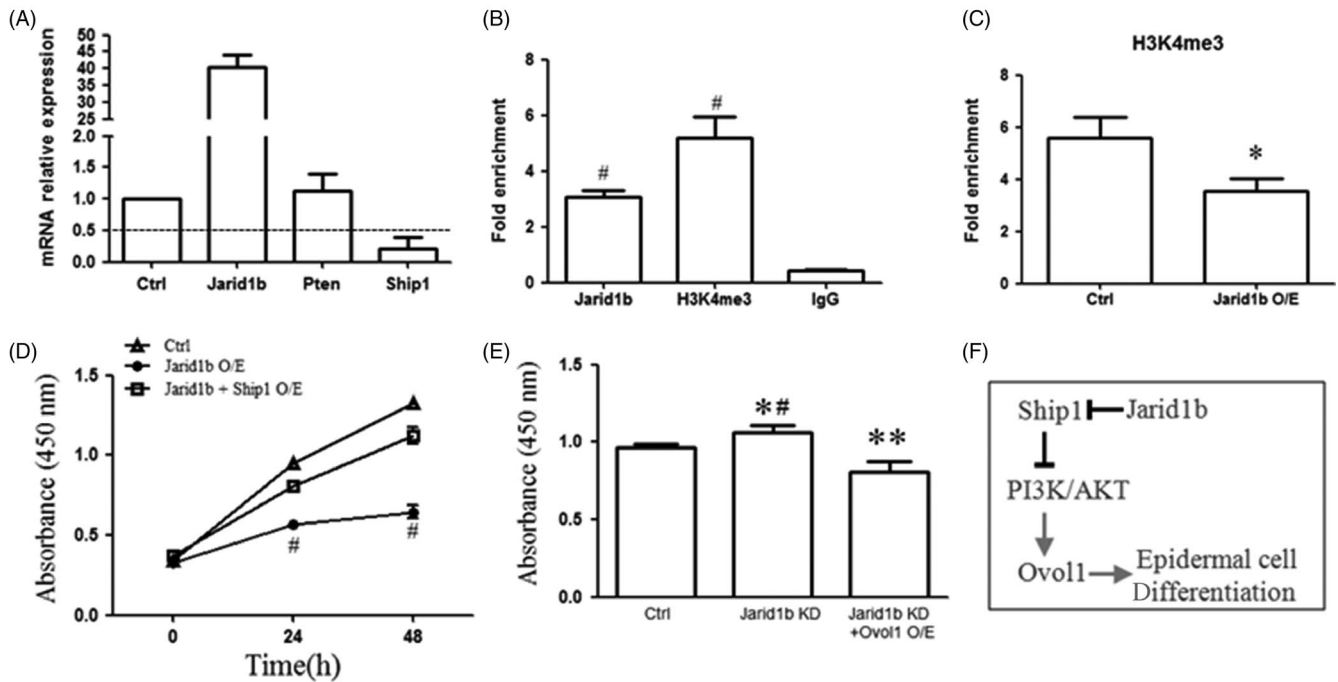 (A)
mRNA relative expression
50
45
40
35
30
25
2.0
1.5
1.0
0.5
0.0
Ctrl Jarid1b Pten Ship1
(B)
Fold enrichment
8
6
4
2
0
#
#
Jarid1b H3K4me3 IgG
(C)
H3K4me3
Fold enrichment
8
6
4
2
0
*
Ctrl Jarid1b O/E
(D)
Ctrl
Jarid1b O/E
Jarid1b + Ship1 O/E
Absorbance (450 nm)
1.5
1.0
0.5
0.0
# #
0 24 48
Time(h)
(E)
Absorbance (450 nm)
1.5
1.0
0.5
0.0
*#
**
Ctrl Jarid1b KD Jarid1b KD
+Ovol1 O/E
(F)
Ship1 Jarid1b
PI3K/AKT
Ovol1 Epidermal cell
Differentiation